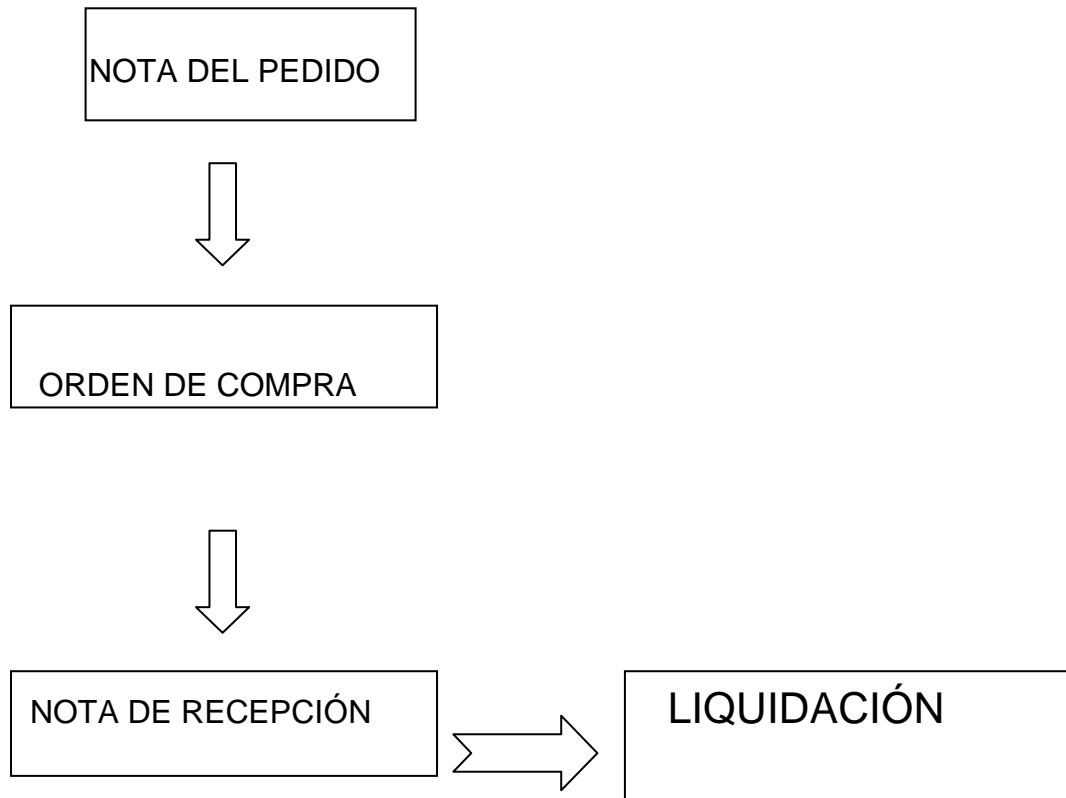 NOTA DEL PEDIDO
ORDEN DE COMPRA
NOTA DE RECEPCIÓN
LIQUIDACIÓN